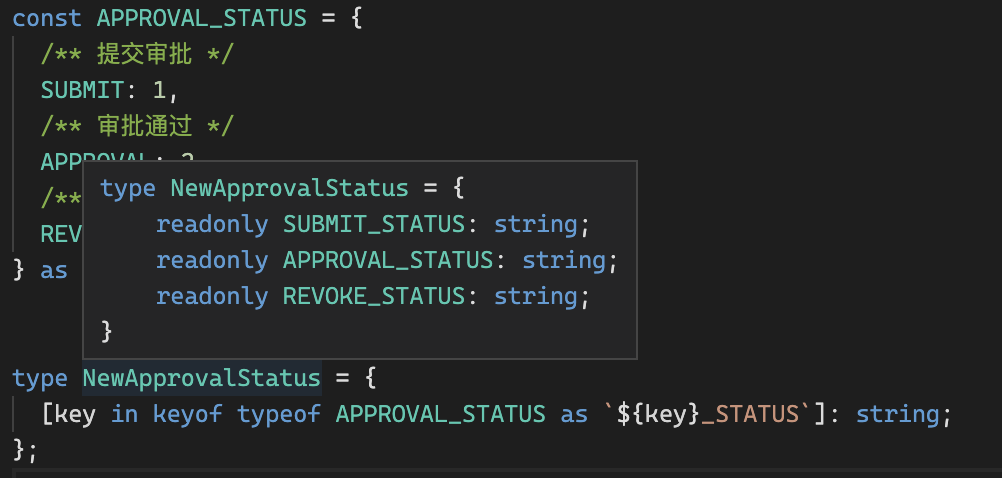 const APPROVAL_STATUS = {
/** 提交审批 */
SUBMIT: 1,
/** 审批通过 */
APPROVAL: 2
/**
REV
} as
type NewApprovalStatus = {
readonly SUBMIT_STATUS: string;
readonly APPROVAL_STATUS: string;
readonly REVOKE_STATUS: string;
}
type NewApprovalStatus = {
[key in keyof typeof APPROVAL_STATUS as `${key}_STATUS`]: string;
};